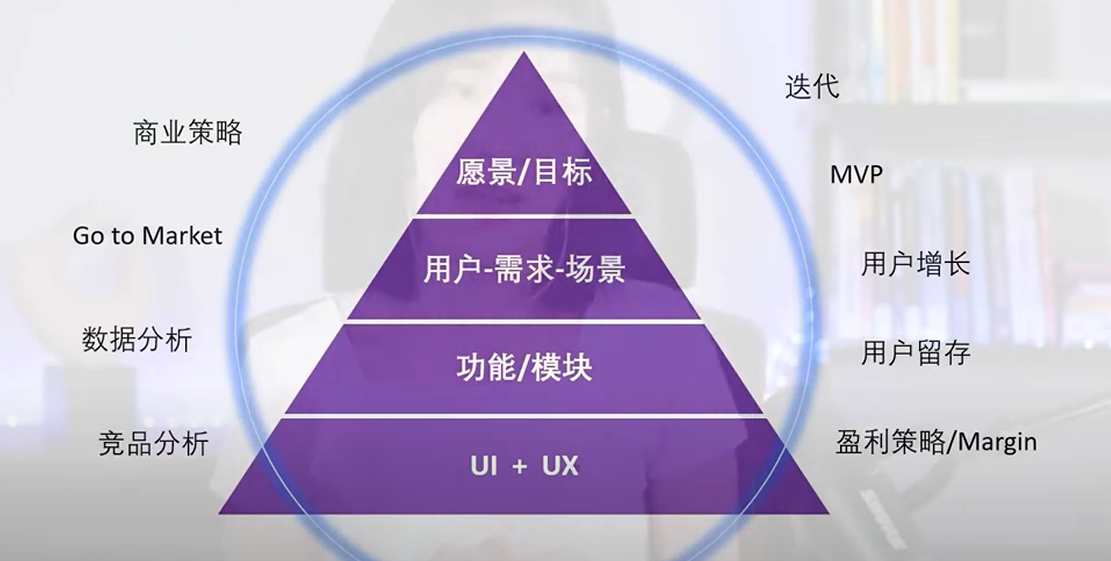 商业策略
Go to Market
数据分析
竞品分析
愿景/目标
用户-需求-场景
功能/模块
UI + UX
迭代
MVP
用户增长
用户留存
盈利策略/Margin